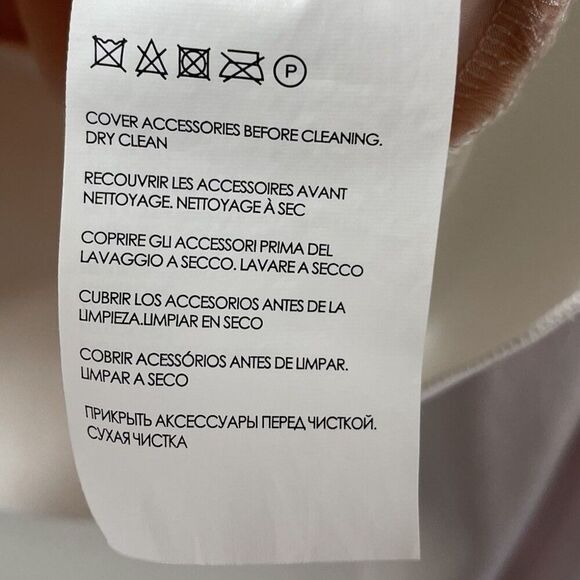 P
COVER ACCESSORIES BEFORE CLEANING.
DRY CLEAN
RECOUVRIR LES ACCESSOIRES AVANT
NETTOYAGE. NETTOYAGE À SEC
COPRIRE GLI ACCESSORI PRIMA DEL
LAVAGGIO A SECCO. LAVARE A SECCO
CUBRIR LOS ACCESORIOS ANTES DE LA
LIMPIEZA.LIMPIAR EN SECO
COBRIR ACESSÓRIOS ANTES DE LIMPAR.
LIMPAR A SECO
ПРИКРЫТЬ АКСЕССУАРЫ ПЕРЕД ЧИСТКОЙ.
СУХАЯ ЧИСТКА